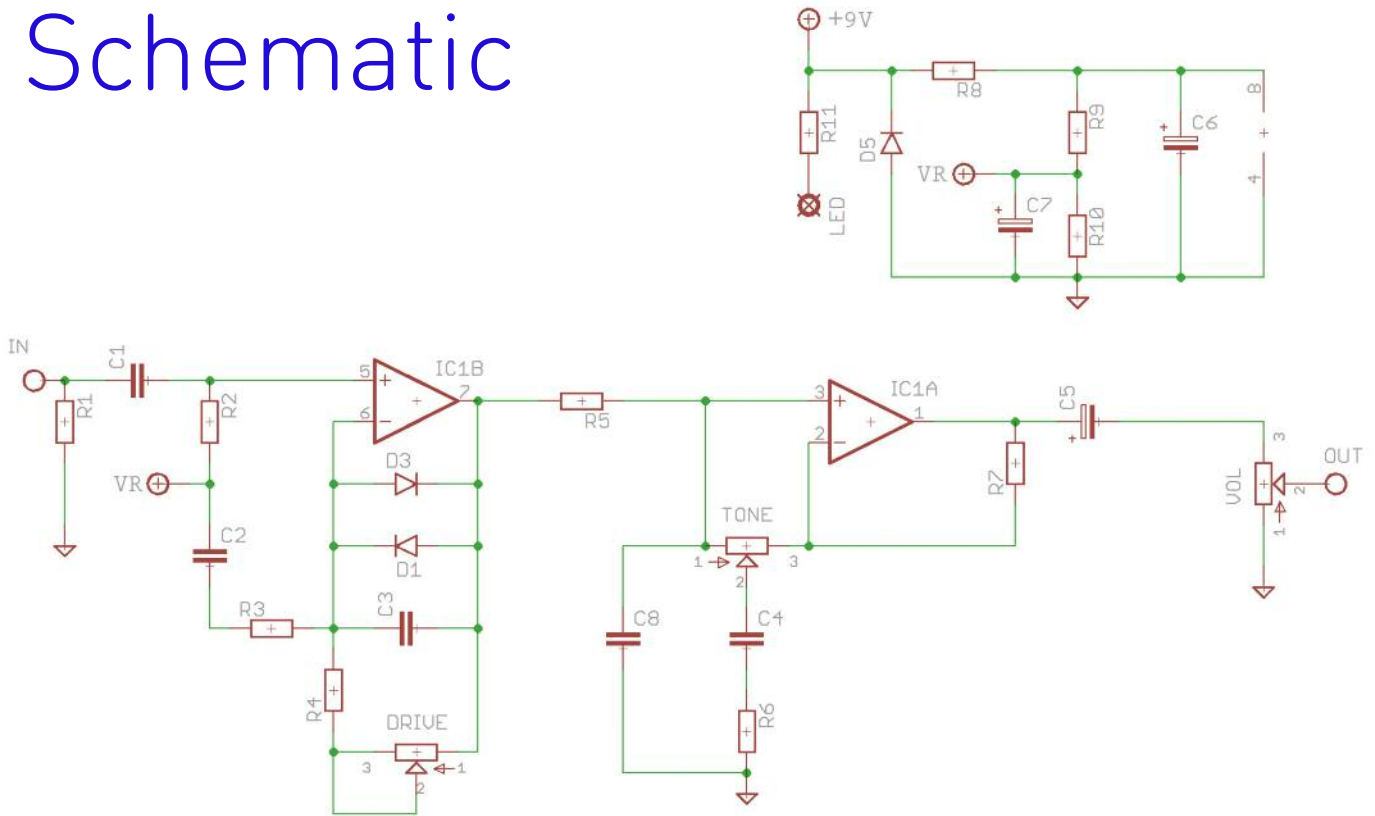 Schematic
+9V
R8
R11
D5
R9
C6
8
+
4
VR
C7
R10
LED
IN
C1
R1
R2
VR
C2
R3
5
6
7
IC1B
D3
D1
C3
R4
DRIVE
3
1
2
R5
3
2
1
IC1A
R7
C5
TONE
1
3
2
C8
C4
R6
VOL
3
2
1
OUT